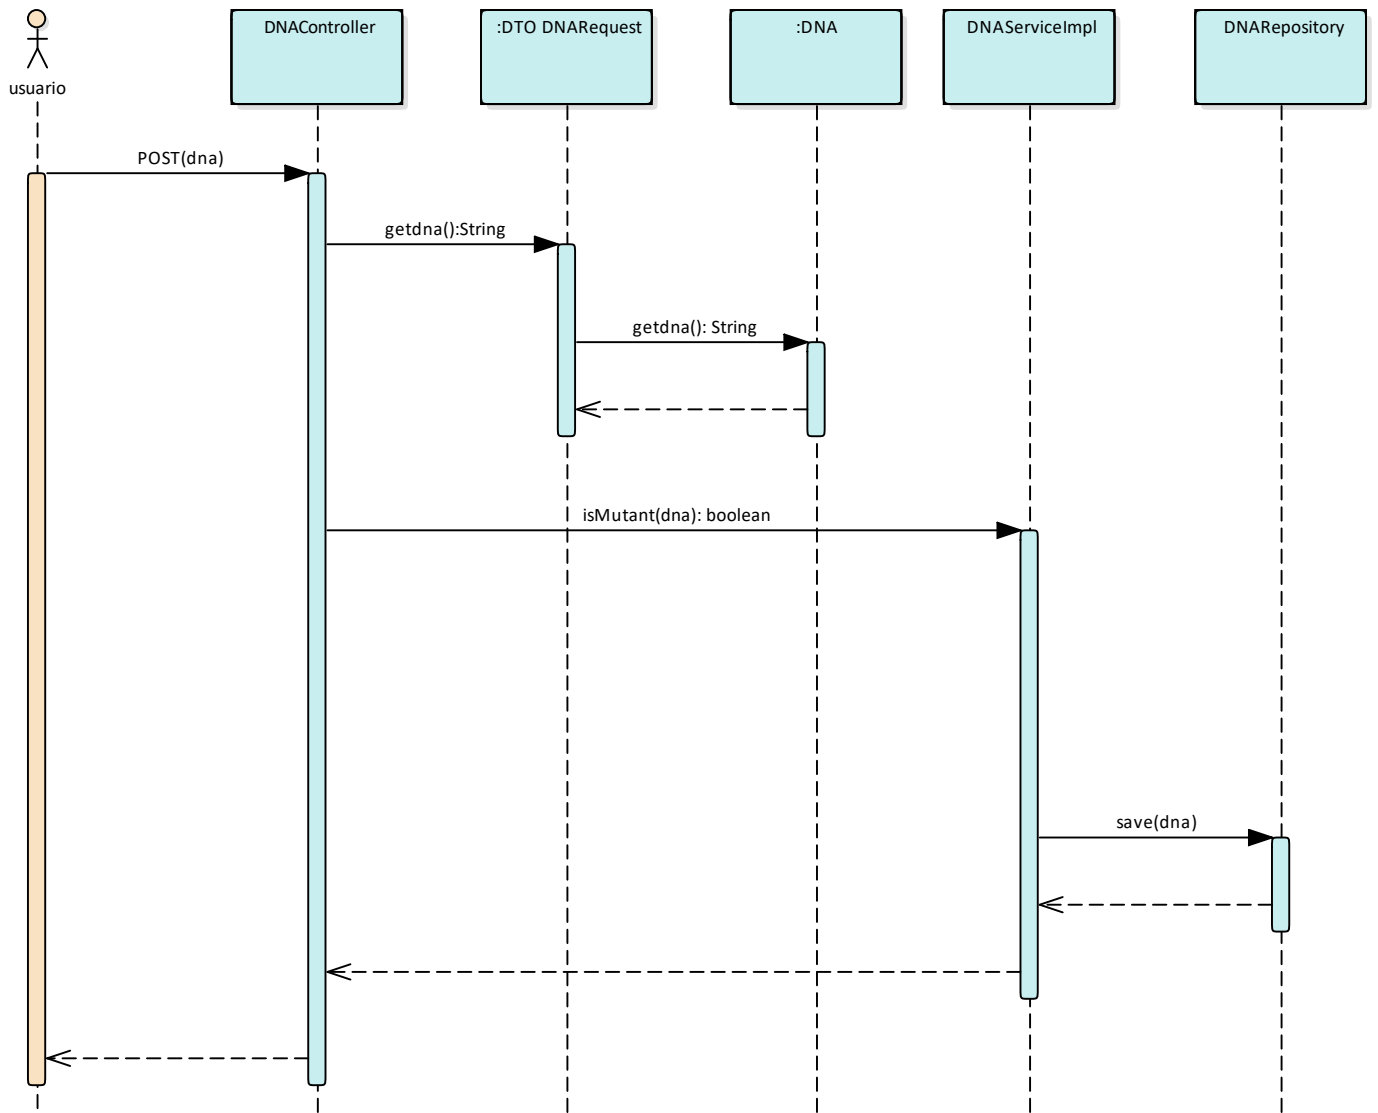 DNAController
:DTO DNARequest
:DNA
DNAServiceImpl
DNARepository
usuario
POST(dna)
getdna():String
getdna(): String
isMutant(dna): boolean
save(dna)